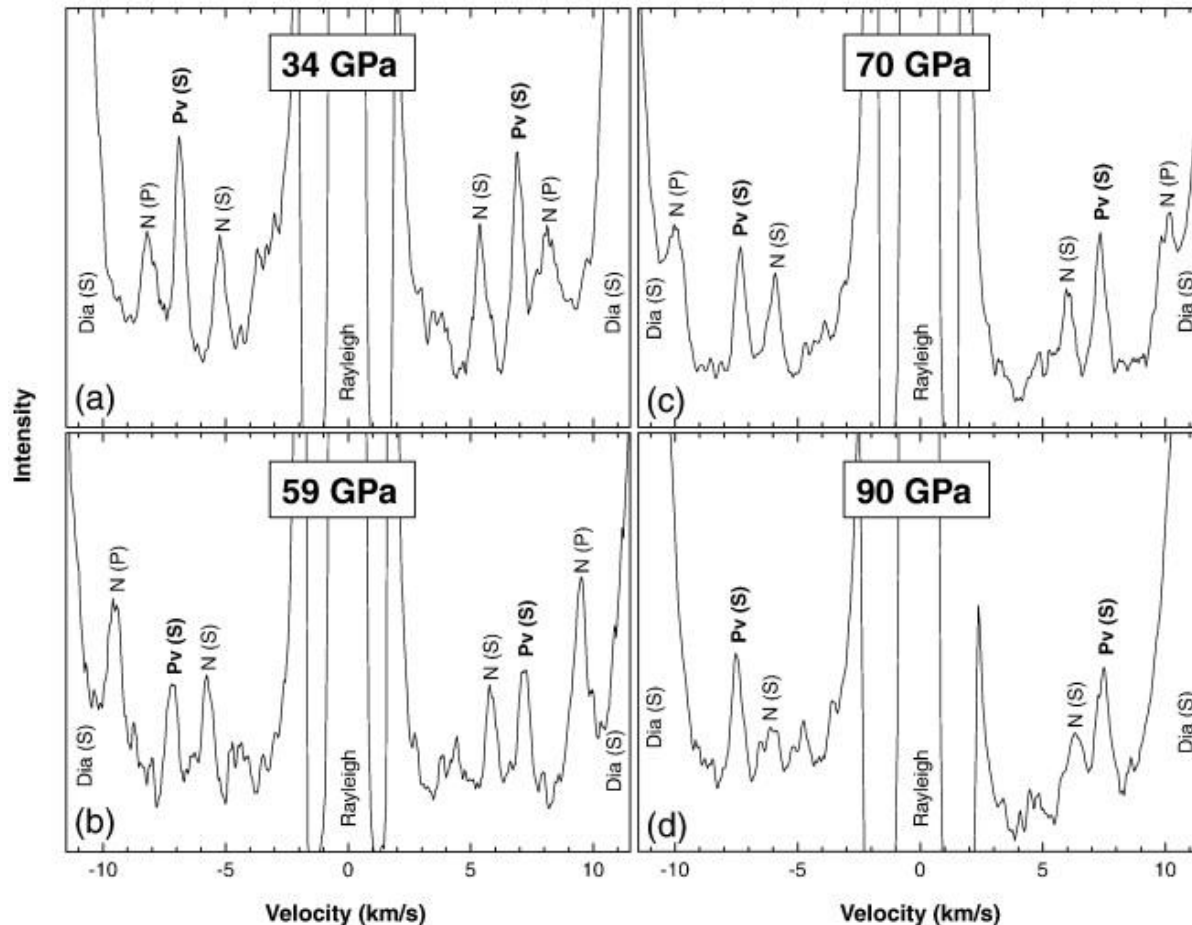 Intensity
34 GPa
Dia (S)
N (P)
Pv (S)
N (S)
Rayleigh
N (S)
Pv (S)
N (P)
Dia (S)
(a)
70 GPa
Dia (S)
N (P)
Pv (S)
N (S)
Rayleigh
N (S)
Pv (S)
N (P)
Dia (S)
(c)
59 GPa
Dia (S)
N (P)
Pv (S)
N (S)
Rayleigh
N (S)
Pv (S)
N (P)
Dia (S)
(b)
-10 -5 0 5 10
Velocity (km/s)
90 GPa
Dia (S)
Pv (S)
N (S)
Rayleigh
N (S)
Pv (S)
Dia (S)
(d)
-10 -5 0 5 10
Velocity (km/s)